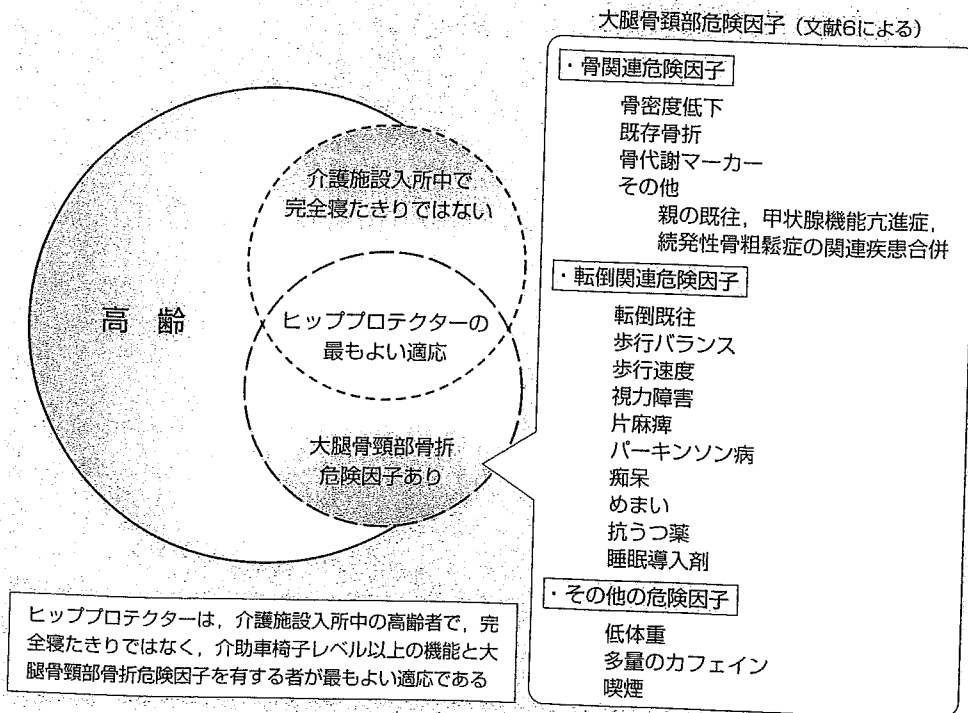 大腿骨頸部危険因子(文献6による)
・骨関連危険因子
骨密度低下
既存骨折
骨代謝マーカー
その他
親の既往,甲状腺機能亢進症,
続発性骨粗鬆症の関連疾患合併
・転倒関連危険因子
転倒既往
歩行バランス
歩行速度
視力障害
片麻痺
パーキンソン病
痴呆
めまい
抗うつ薬
睡眠導入剤
・その他の危険因子
低体重
多量のカフェイン
喫煙
高齢
介護施設入所中で
完全寝たきりではない
ヒッププロテクターの
最もよい適応
大腿骨頸部骨折
危険因子あり
ヒッププロテクターは,介護施設入所中の高齢者で,完
全寝たきりではなく,介助車椅子レベル以上の機能と大
腿骨頸部骨折危険因子を有する者が最もよい適応である